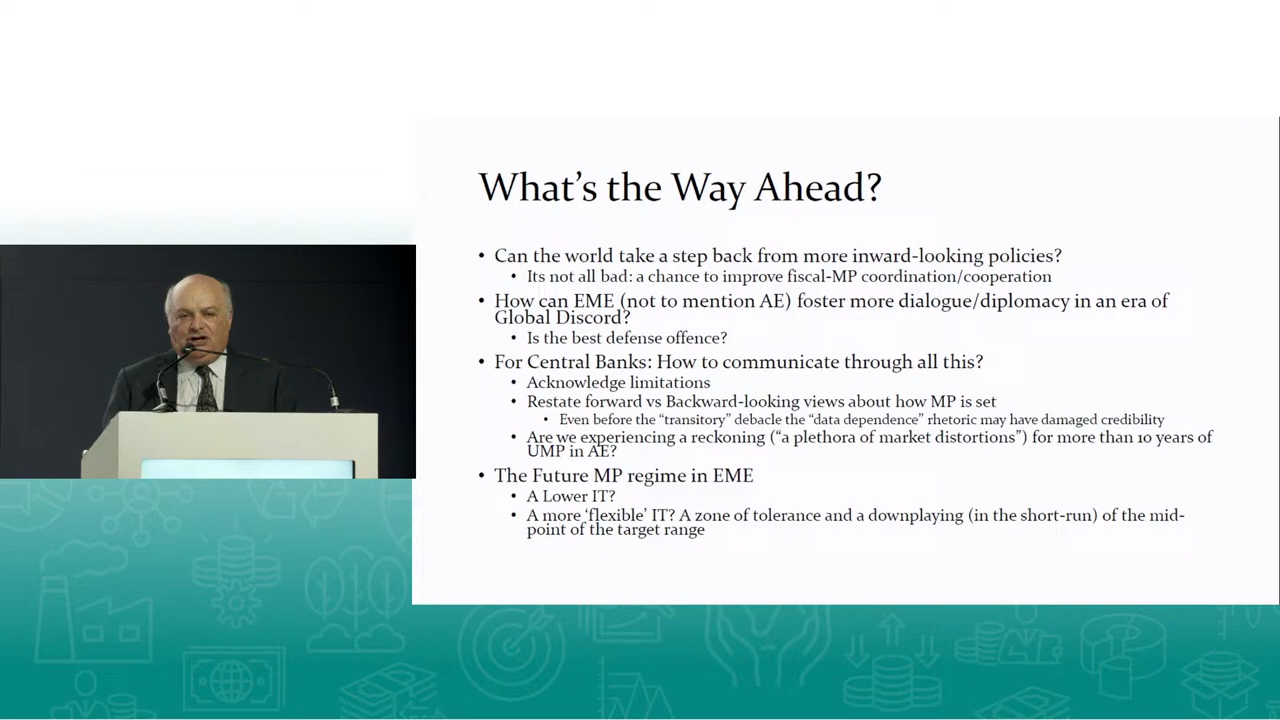 What's the Way Ahead?
• Can the world take a step back from more inward-looking policies?
• Its not all bad: a chance to improve fiscal-MP coordination/cooperation
• How can EME (not to mention AE) foster more dialogue/diplomacy in an era of
Global Discord?
• Is the best defense offence?
• For Central Banks: How to communicate through all this?
• Acknowledge limitations
• Restate forward vs Backward-looking views about how MP is set
• Even before the “transitory” debacle the “data dependence” rhetoric may have damaged credibility
• Are we experiencing a reckoning (“a plethora of market distortions”) for more than 10 years of
UMP in AE?
• The Future MP regime in EME
• A Lower IT?
• A more ‘flexible’ IT? A zone of tolerance and a downplaying (in the short-run) of the mid-
point of the target range